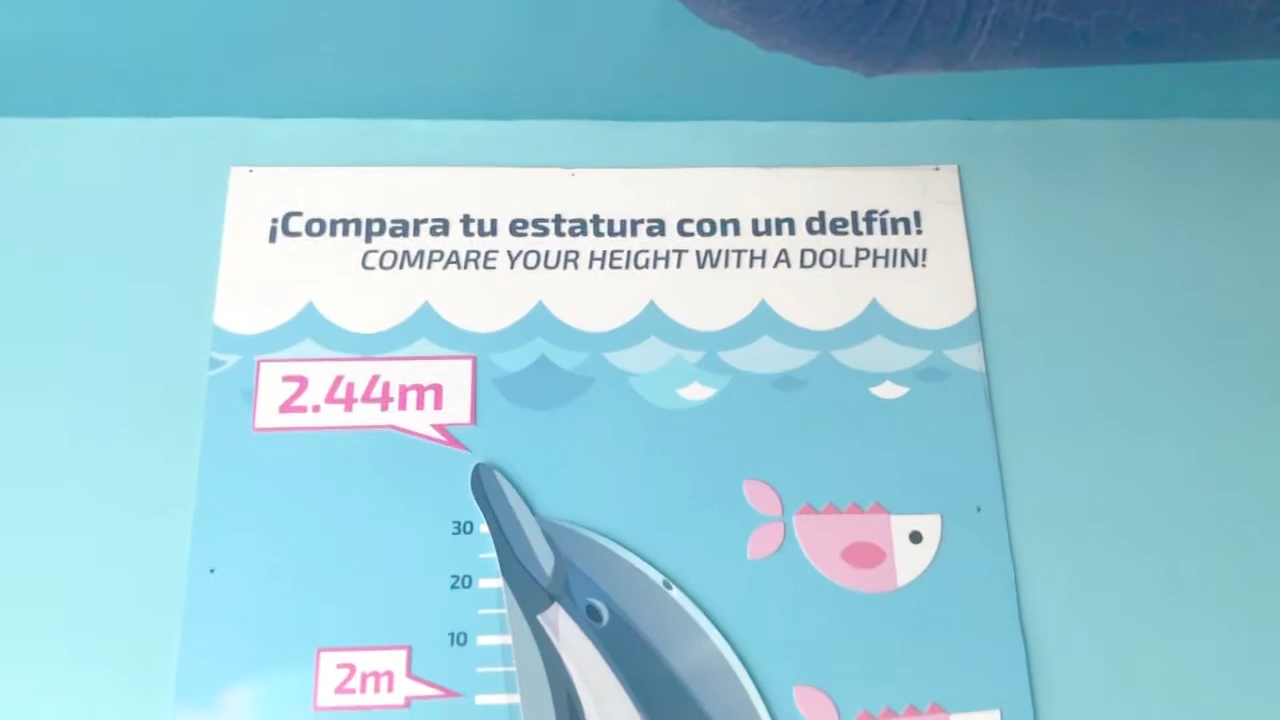 ¡Compara tu estatura con un delfín!
COMPARE YOUR HEIGHT WITH A DOLPHIN!
2.44m
30
20
10
2m